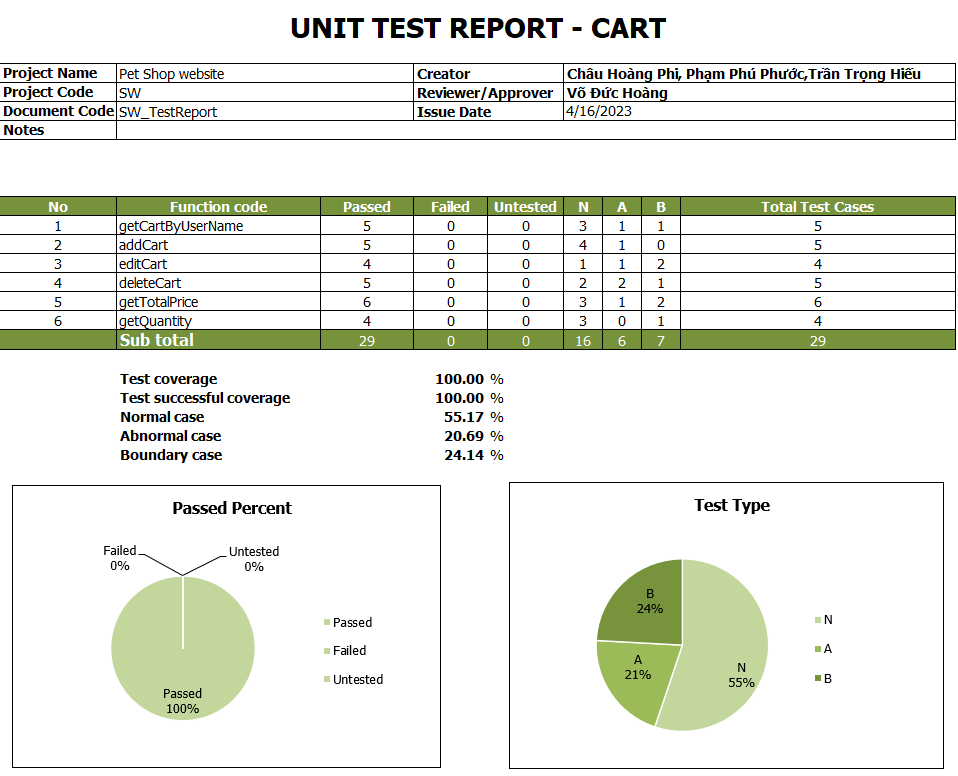 UNIT TEST REPORT - CART
Project Name Pet Shop website Creator Châu Hoàng Phi, Phạm Phú Phước,Trần Trọng Hiếu
Project Code SW Reviewer/Approver Võ Đức Hoàng
Document Code SW_TestReport Issue Date 4/16/2023
Notes
No Function code Passed Failed Untested N A B Total Test Cases
1 getCartByUserName 5 0 0 3 1 1 5
2 addCart 5 0 0 4 1 0 5
3 editCart 4 0 0 1 1 2 4
4 deleteCart 5 0 0 2 2 1 5
5 getTotalPrice 6 0 0 3 1 2 6
6 getQuantity 4 0 0 3 0 1 4
Sub total 29 0 0 16 6 7 29
Test coverage 100.00 %
Test successful coverage 100.00 %
Normal case 55.17 %
Abnormal case 20.69 %
Boundary case 24.14 %
Passed Percent
Failed
0%
Untested
0%
Passed
100%
Passed
Failed
Untested
Test Type
B
24%
A
21%
N
55%
N
A
B